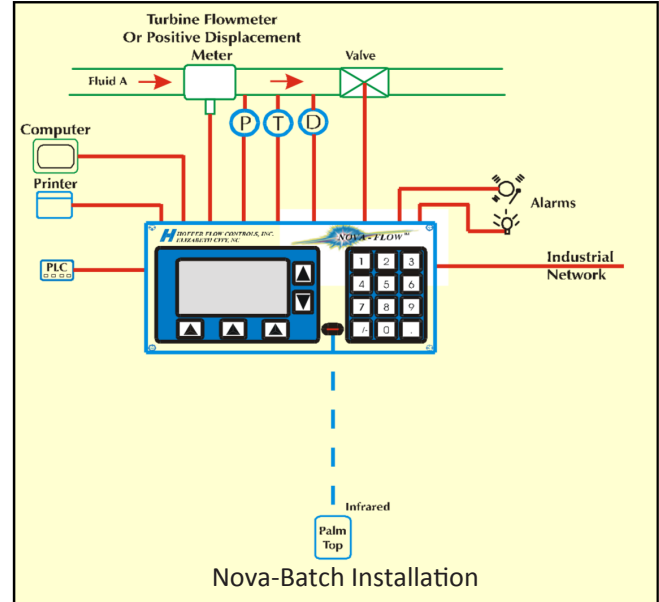 Turbine Flowmeter
Or Positive Displacement
Meter
Valve
Fluid A
P
T
D
Computer
Printer
PLC
Alarms
Industrial
Network
HOFFER FLOW CONTROLS, INC.
ELIZABETH CITY, NC
NOVA-FLOW
1 2 3
4 5 6
7 8 9
/- 0 .
Infrared
Palm
Top
Nova-Batch Installation